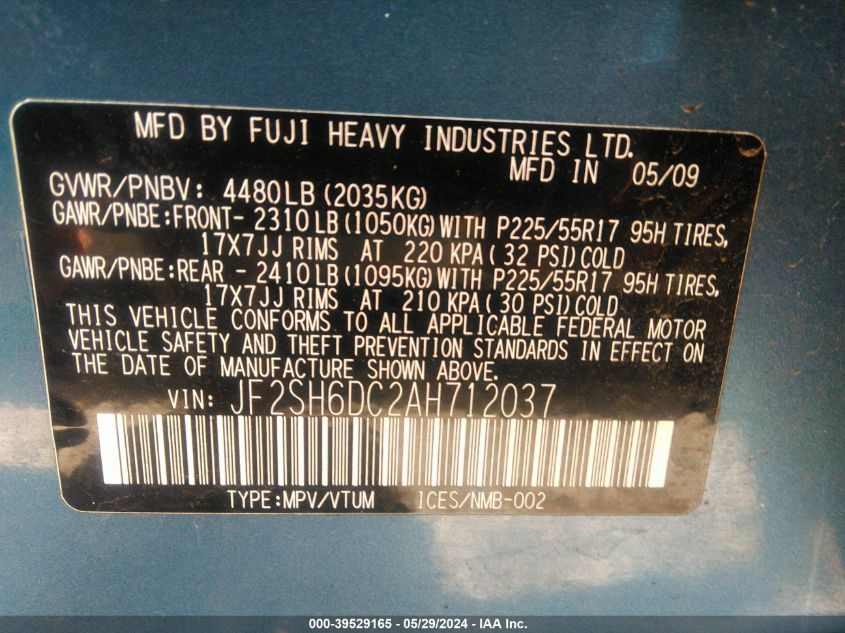 MFD BY FUJI HEAVY INDUSTRIES LTD.
MFD IN 05/09
GVWR/PNBV: 4480LB (2035KG)
GAWR/PNBE:FRONT- 2310LB(1050KG)WITH P225/55R17 95H TIRES,
17X7JJ RIMS AT 220 KPA( 32 PSI)COLD
GAWR/PNBE:REAR - 2410LB(1095KG)WITH P225/55R17 95H TIRES,
17X7JJ RIMS AT 210 KPA( 30 PSI)COLD
THIS VEHICLE CONFORMS TO ALL APPLICABLE FEDERAL MOTOR
VEHICLE SAFETY AND THEFT PREVENTION STANDARDS IN EFFECT ON
THE DATE OF MANUFACTURE SHOWN ABOVE.
VIN: JF2SH6DC2AH712037
TYPE:MPV/VTUM ICES/NMB-002
000-39529165 - 05/29/2024 - IAA Inc.